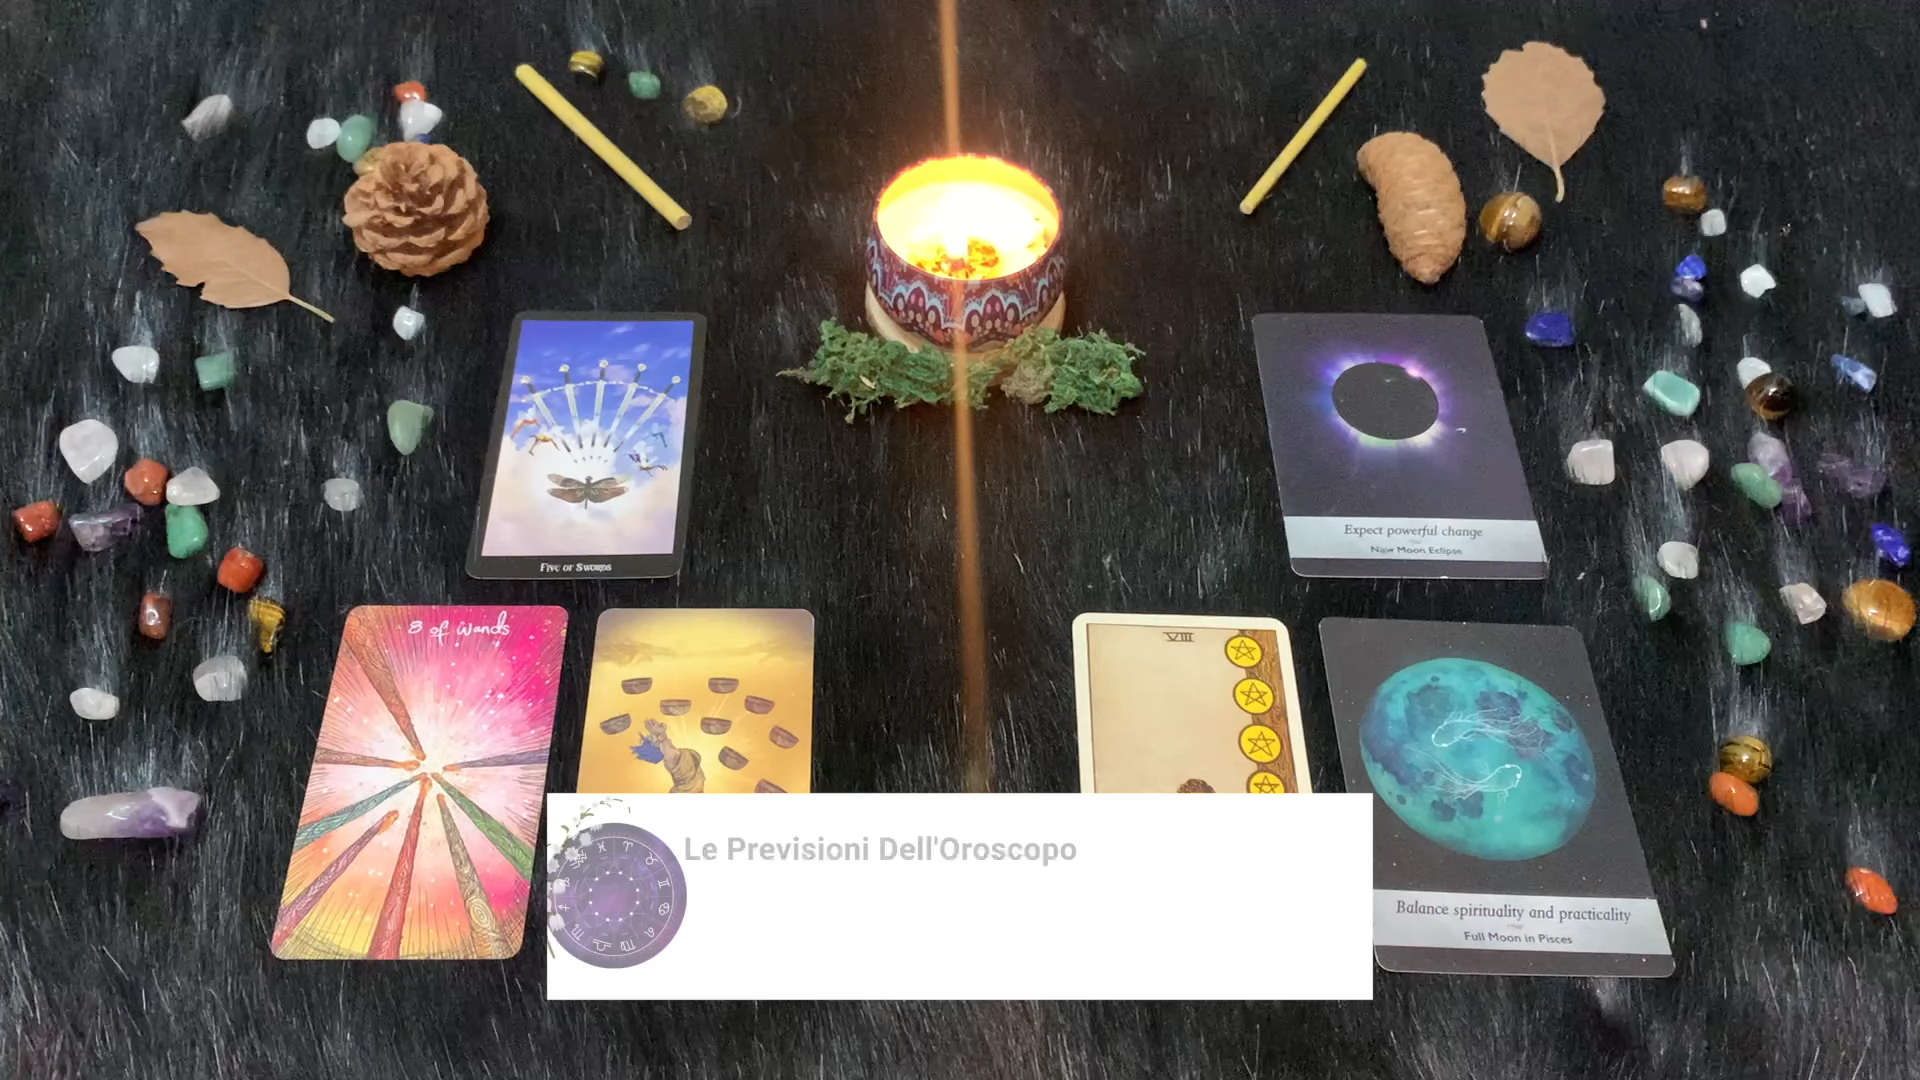 Five of Swords
Expect powerful change
New Moon Eclipse
8 of wands
VIII
Le Previsioni Dell'Oroscopo
Balance spirituality and practicality
Full Moon in Pisces